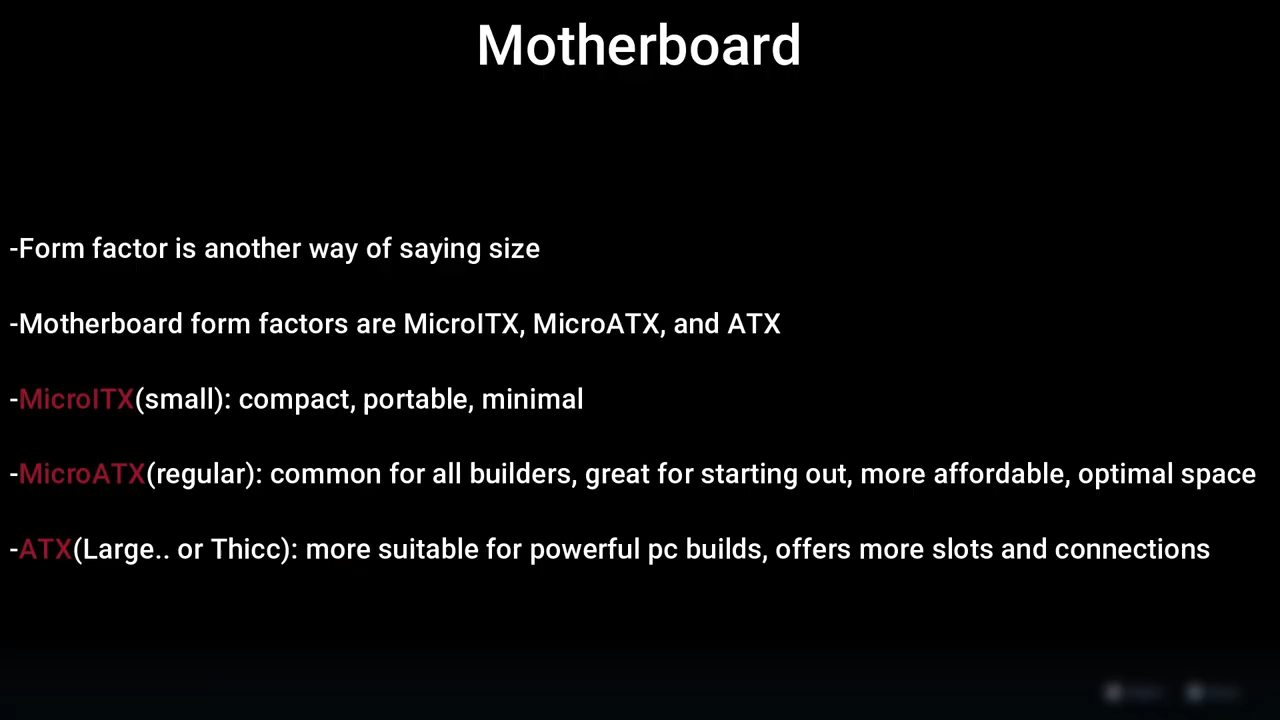 Motherboard
-Form factor is another way of saying size
-Motherboard form factors are MicroITX, MicroATX, and ATX
-MicroITX(small): compact, portable, minimal
-MicroATX(regular): common for all builders, great for starting out, more affordable, optimal space
-ATX(Large.. or Thicc): more suitable for powerful pc builds, offers more slots and connections